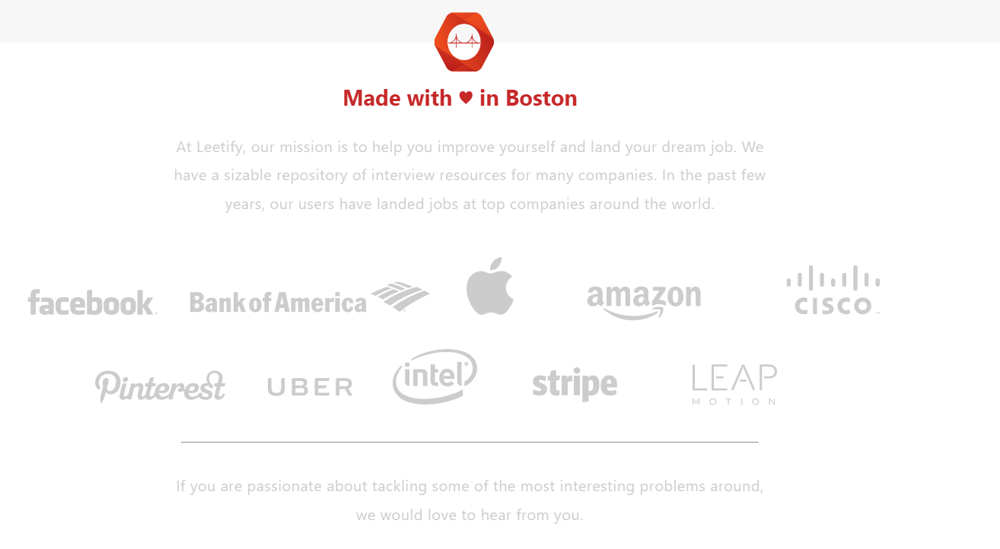 Made with ♥ in Boston
At Leetify, our mission is to help you improve yourself and land your dream job. We
have a sizable repository of interview resources for many companies. In the past few
years, our users have landed jobs at top companies around the world.
facebook Bank of America amazon CISCO
Pinterest UBER intel stripe LEAP
MOTION
If you are passionate about tackling some of the most interesting problems around,
we would love to hear from you.